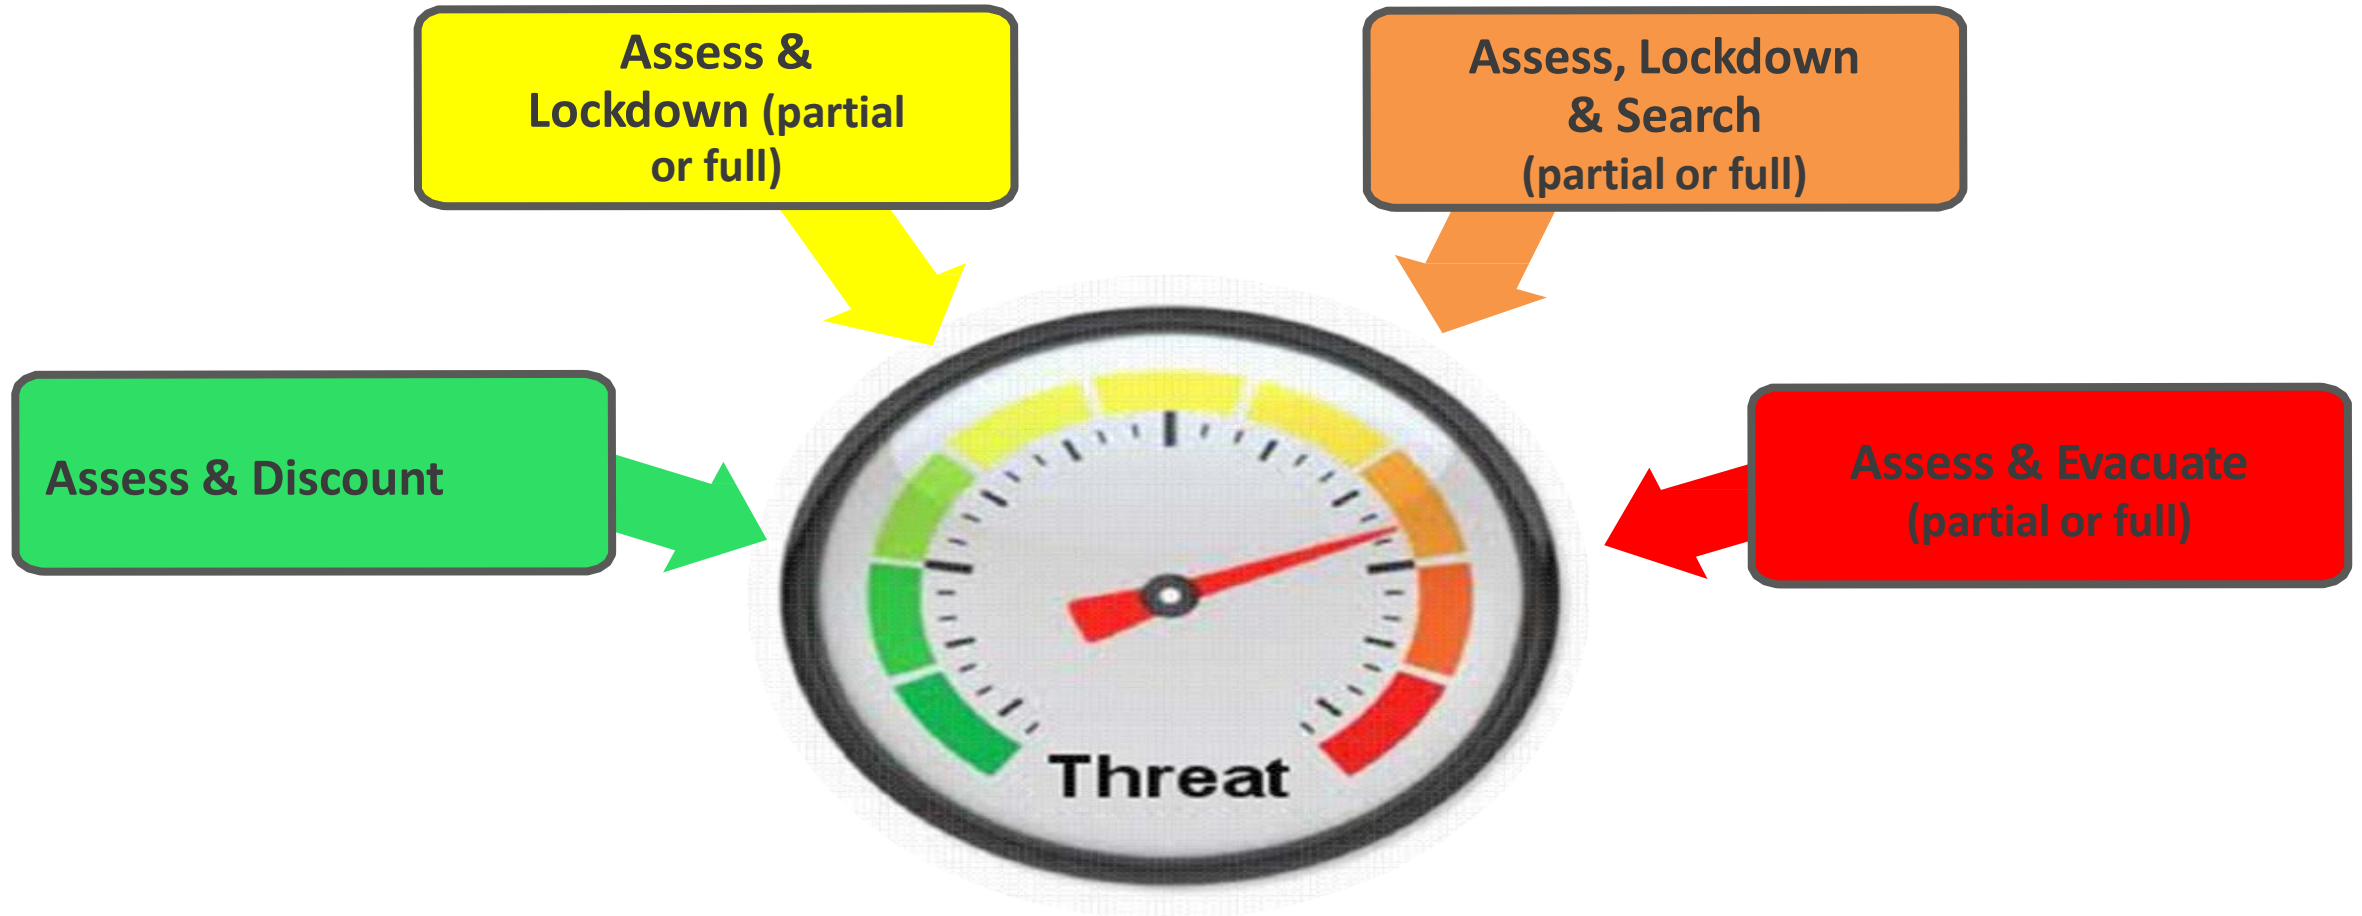 Assess &
Lockdown (partial
or full)
Assess, Lockdown
& Search
(partial or full)
Assess & Discount
Assess & Evacuate
(partial or full)
Threat